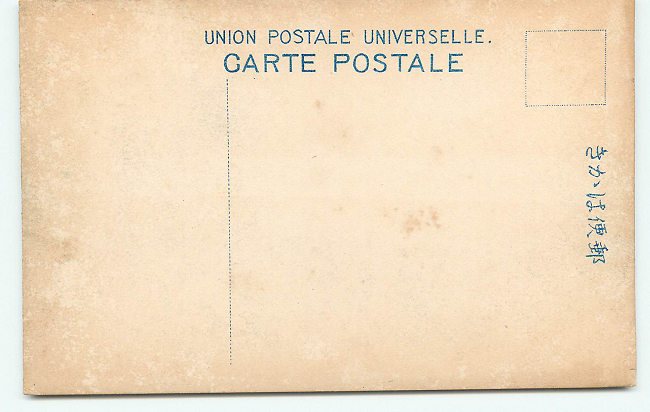 UNION POSTALE UNIVERSELLE.
CARTE POSTALE
きかは便郵